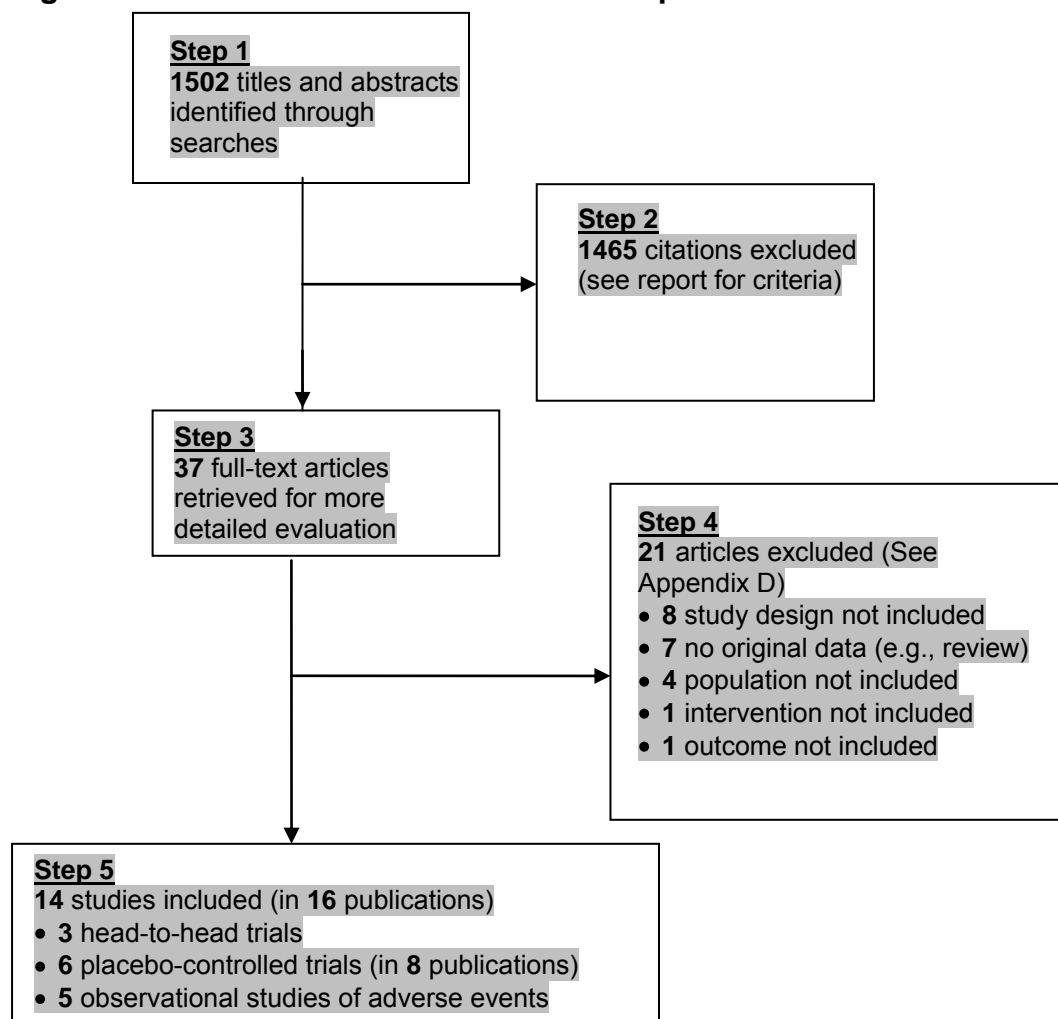 Step 1
1502 titles and abstracts
identified through
searches
Step 2
1465 citations excluded
(see report for criteria)
Step 3
37 full-text articles
retrieved for more
detailed evaluation
Step 4
21 articles excluded (See
Appendix D)
• 8 study design not included
• 7 no original data (e.g., review)
• 4 population not included
• 1 intervention not included
• 1 outcome not included
Step 5
14 studies included (in 16 publications)
• 3 head-to-head trials
• 6 placebo-controlled trials (in 8 publications)
• 5 observational studies of adverse events